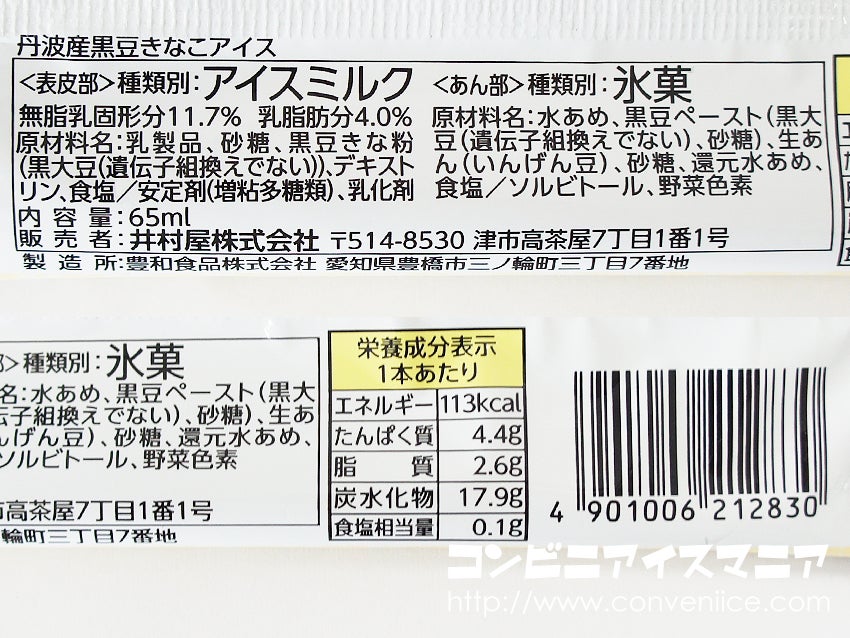 丹波産黒豆きなこアイス
<表皮部>種類別:アイスミルク
無脂乳固形分11.7% 乳脂肪分4.0%
原材料名:乳製品、砂糖、黒豆きな粉
(黒大豆(遺伝子組換えでない))、デキスト
リン、食塩/安定剤(増粘多糖類)、乳化剤
<あん部>種類別:氷菓
原材料名:水あめ、黒豆ペースト(黒大
豆(遺伝子組換えでない)、砂糖)、生あ
ん(いんげん豆)、砂糖、還元水あめ、
食塩/ソルビトール、野菜色素
内容量:65ml
販売者:井村屋株式会社 〒514-8530 津市高茶屋7丁目1番1号
製造所:豊和食品株式会社 愛知県豊橋市三ノ輪町三丁目7番地
部>種類別:氷菓
名:水あめ、黒豆ペースト(黒大
伝子組換えでない)、砂糖)、生あ
んげん豆)、砂糖、還元水あめ、
ソルビトール、野菜色素
市高茶屋7丁目1番1号
輪町三丁目7番地
栄養成分表示
1本あたり
エネルギー 113kcal
たんぱく質 4.4g
脂質 2.6g
炭水化物 17.9g
食塩相当量 0.1g
4 901006 212830
コンビニアイスマニア
http://www.conveniice.com